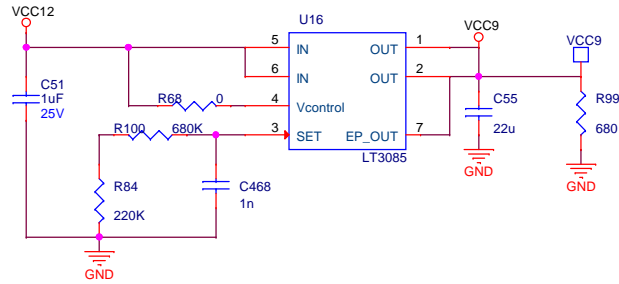 VCC12
U16
VCC9
VCC9
5 IN OUT 1
6 IN OUT 2
C51
1uF
25V
R68 0
4 Vcontrol
R100 680K
3 SET EP_OUT 7
LT3085
C55
22u
R99
680
GND
GND
R84
220K
C468
1n
GND